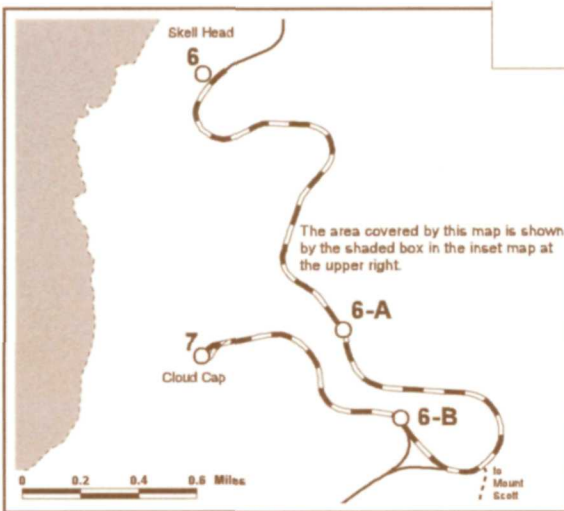 Skell Head
6
The area covered by this map is shown
by the shaded box in the inset map at
the upper right.
6-A
7
Cloud Cap
6-B
to
Mount
Scott
0 0.2 0.4 0.6 Miles